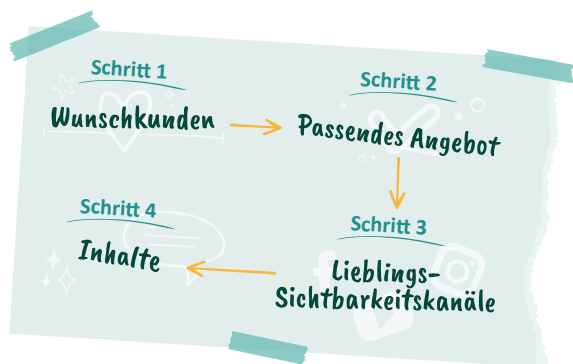 Schritt 1
Wunschkunden
Schritt 2
Passendes Angebot
Schritt 3
Lieblings-
Sichtbarkeitskanäle
Schritt 4
Inhalte